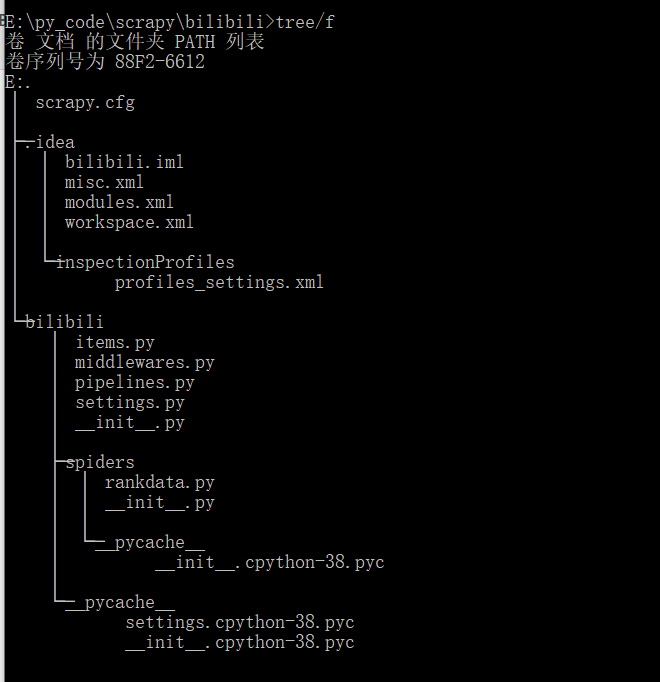 E:\py_code\scrapy\bilibili>tree/f
卷 文档 的文件夹 PATH 列表
卷序列号为 88F2-6612
E:.
scrapy.cfg
.idea
bilibili.iml
misc.xml
modules.xml
workspace.xml
inspectionProfiles
profiles_settings.xml
bilibili
items.py
middlewares.py
pipelines.py
settings.py
__init__.py
spiders
rankdata.py
__init__.py
__pycache__
__init__.cpython-38.pyc
__pycache__
settings.cpython-38.pyc
__init__.cpython-38.pyc